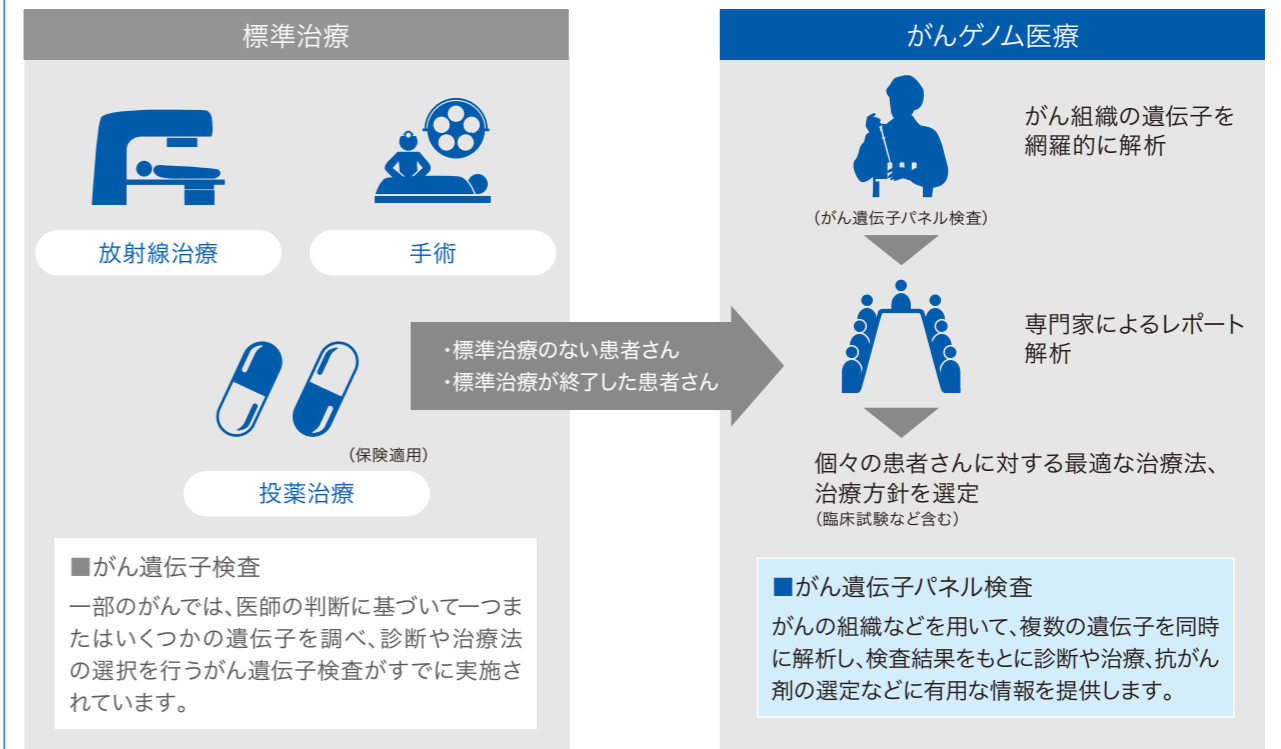 標準治療
放射線治療
手術
(保険適用)
投薬治療
■がん遺伝子検査
一部のがんでは、医師の判断に基づいて一つま
たはいくつかの遺伝子を調べ、診断や治療法
の選択を行うがん遺伝子検査がすでに実施さ
れています。
・標準治療のない患者さん
・標準治療が終了した患者さん
がんゲノム医療
がん組織の遺伝子を
網羅的に解析
(がん遺伝子パネル検査)
専門家によるレポート
解析
個々の患者さんに対する最適な治療法、
治療方針を選定
(臨床試験など含む)
■がん遺伝子パネル検査
がんの組織などを用いて、複数の遺伝子を同時
に解析し、検査結果をもとに診断や治療、抗がん
剤の選定などに有用な情報を提供します。